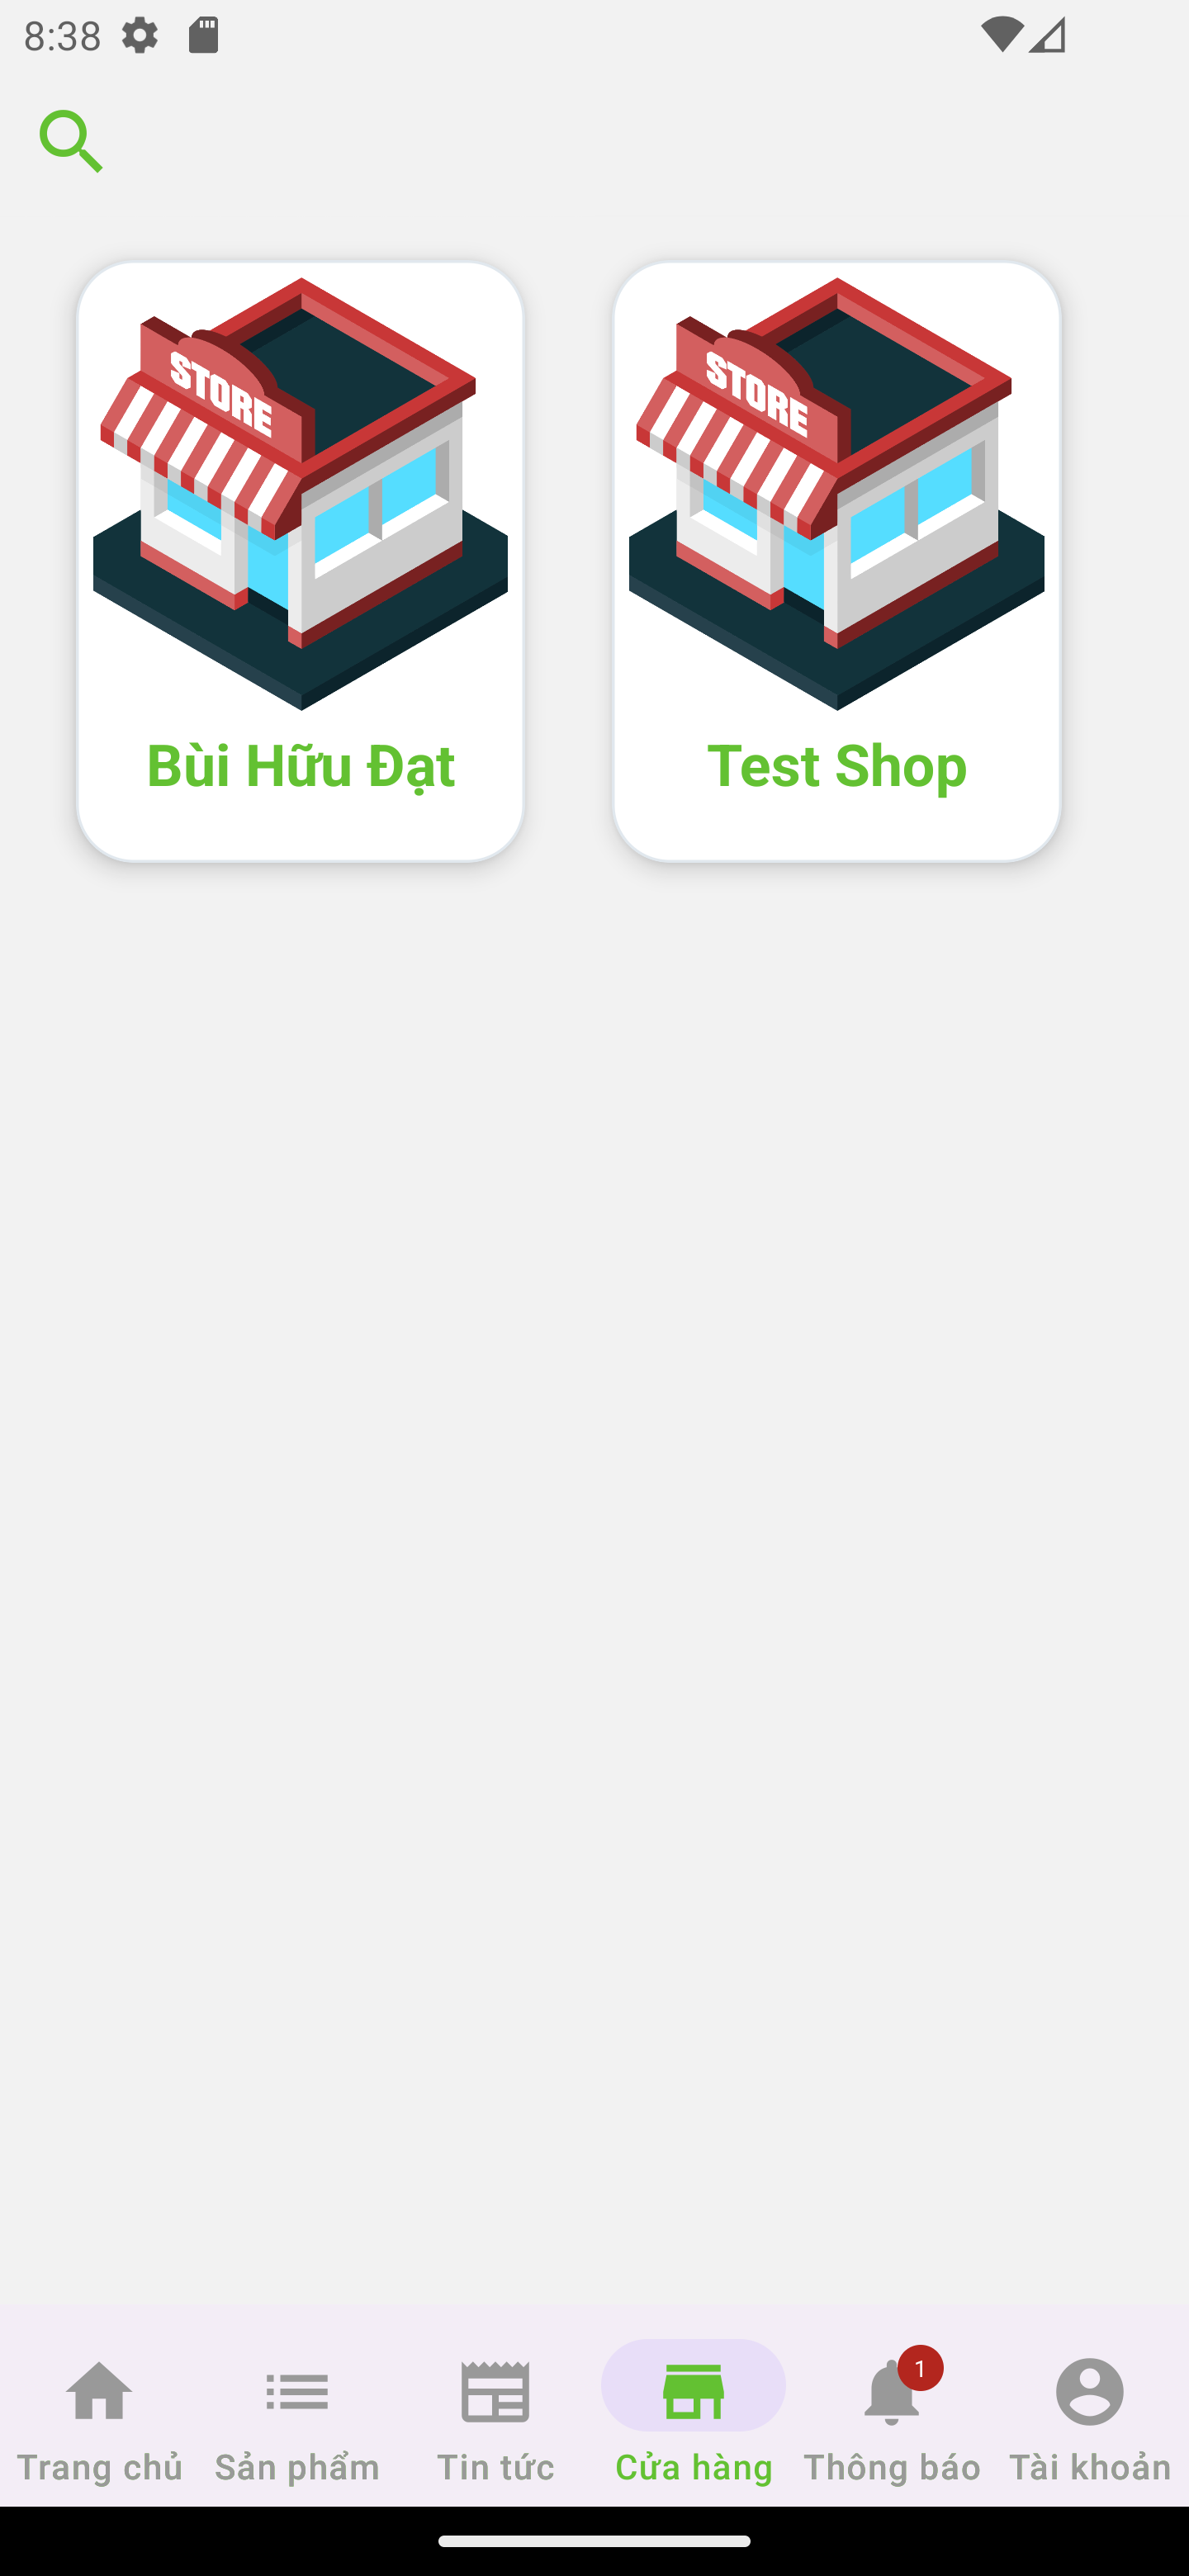 8:38
STORE
STORE
Bùi Hữu Đạt
Test Shop
1
Trang chủ
Sản phẩm
Tin tức
Cửa hàng
Thông báo
Tài khoản